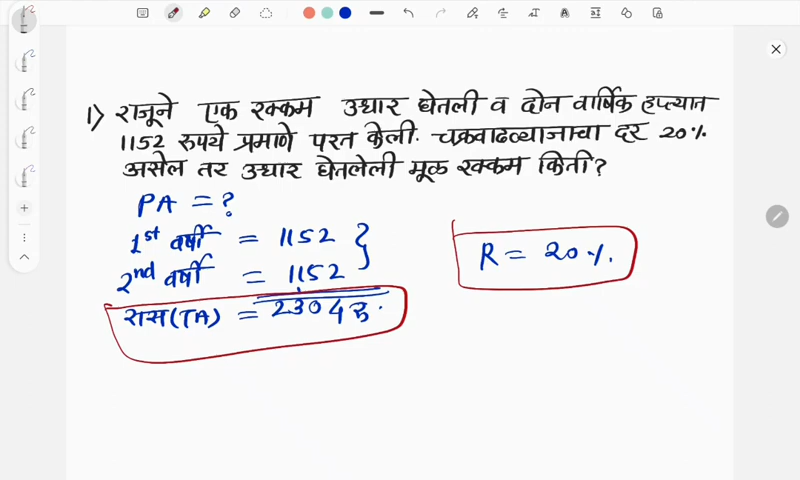 1) राजूने एक रक्कम उधार घेतली व दोन वार्षिक हप्त्यात
1152 रुपये प्रमाणे परत केली. चक्रवाढव्याजाचा दर 20%
असेल तर उधार घेतलेली मूळ रक्कम किती?
PA = ?
1st वर्षी = 1152
2nd वर्षी = 1152
रास (TA) = 2304 रु.
R = 20%.